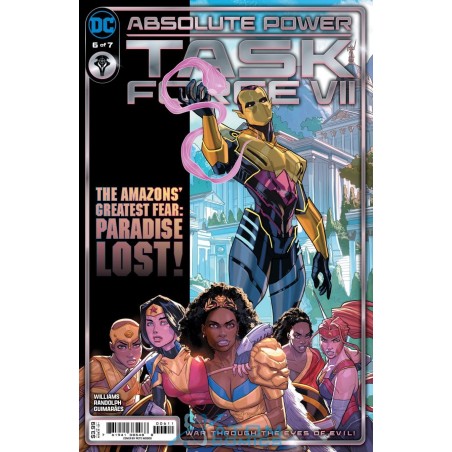 DC
6 of 7
ABSOLUTE POWER
TASK
FORCE VII
THE AMAZONS'
GREATEST FEAR:
PARADISE
LOST!
WILLIAMS
RANDOLPH
GUIMARÃES
$3.99
00611
WAR THROUGH THE EYES OF EVIL!